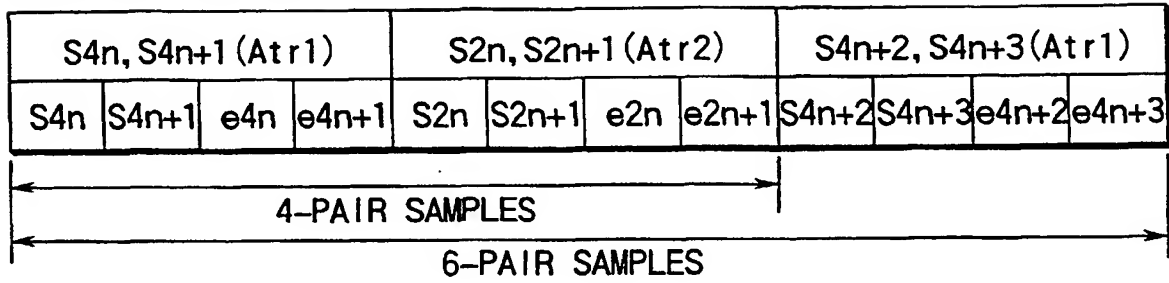 S4n, S4n+1 (Atr1) S2n, S2n+1 (Atr2) S4n+2, S4n+3 (Atr1)
S4n S4n+1 e4n e4n+1 S2n S2n+1 e2n e2n+1 S4n+2 S4n+3 e4n+2 e4n+3
4-PAIR SAMPLES
6-PAIR SAMPLES